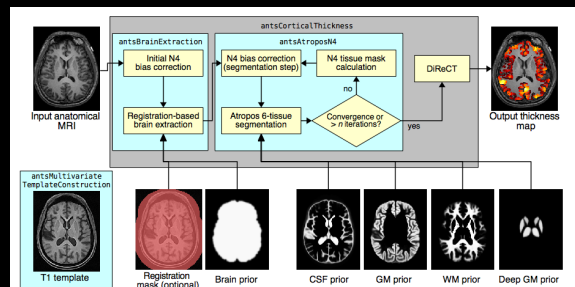 antsCorticalThickness
antsBrainExtraction
antsAtroposN4
Initial N4
bias correction
N4 bias correction
(segmentation step)
N4 tissue mask
calculation
DiReCT
no
Registration-based
brain extraction
Atropos 6-tissue
segmentation
Convergence or
> n iterations?
yes
Input anatomical
MRI
Output thickness
map
antsMultivariate
TemplateConstruction
T1 template
Registration
mask (optional)
Brain prior
CSF prior
GM prior
WM prior
Deep GM prior